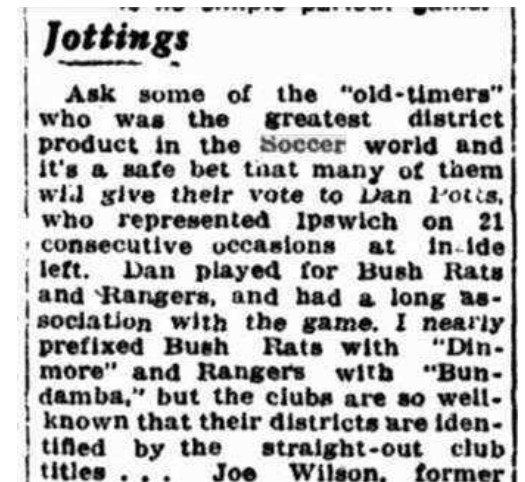 Jottings
Ask some of the "old-timers"
who was the greatest district
product in the Soccer world and
it's a safe bet that many of them
will give their vote to Dan Potts,
who represented Ipswich on 21
consecutive occasions at inside
left. Dan played for Bush Rats
and Rangers, and had a long as-
sociation with the game. I nearly
prefixed Bush Rats with "Din-
more" and Rangers with "Bun-
damba," but the clubs are so well-
known that their districts are iden-
tified by the straight-out club
titles . . . Joe Wilson, former